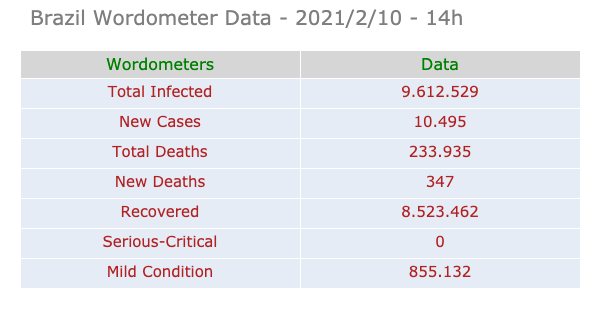 Brazil Wordometer Data - 2021/2/10 - 14h
Wordometers Data
Total Infected 9.612.529
New Cases 10.495
Total Deaths 233.935
New Deaths 347
Recovered 8.523.462
Serious-Critical 0
Mild Condition 855.132